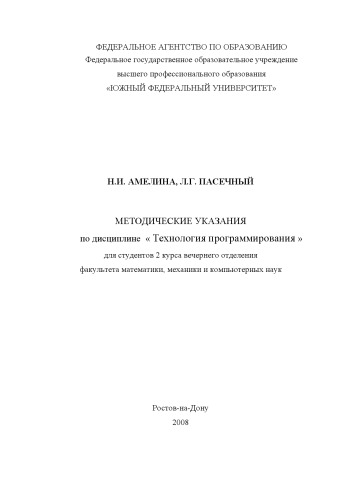 ФЕДЕРАЛЬНОЕ АГЕНТСТВО ПО ОБРАЗОВАНИЮ
Федеральное государственное образовательное учреждение
высшего профессионального образования
«ЮЖНЫЙ ФЕДЕРАЛЬНЫЙ УНИВЕРСИТЕТ»
Н.И. АМЕЛИНА, Л.Г. ПАСЕЧНЫЙ
МЕТОДИЧЕСКИЕ УКАЗАНИЯ
по дисциплине « Технология программирования »
для студентов 2 курса вечернего отделения
факультета математики, механики и компьютерных наук
Ростов-на-Дону
2008